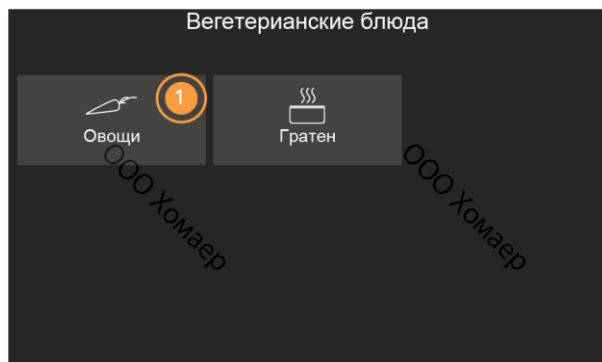 Вегетерианские блюда
1
Овощи
Гратен
ООО Хомаер
ООО Хомаер